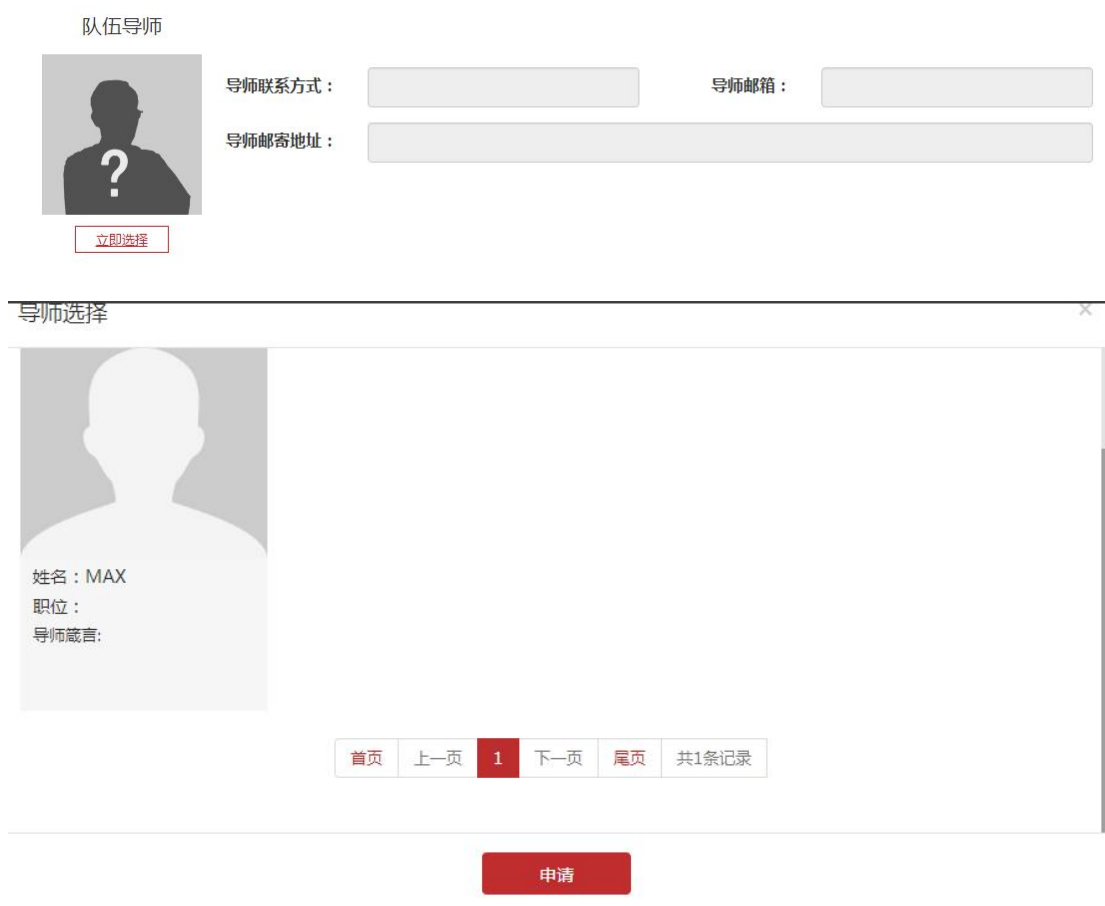 队伍导师
导师联系方式：
导师邮箱：
导师邮寄地址：
?
立即选择
导师选择
×
姓名：MAX
职位：
导师箴言:
首页 上一页 1 下一页 尾页 共1条记录
申请